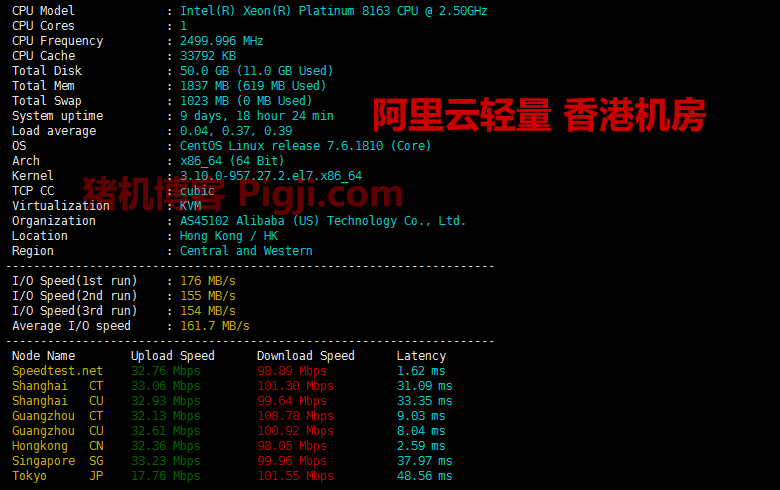 CPU Model : Intel(R) Xeon(R) Platinum 8163 CPU @ 2.50GHz
CPU Cores : 1
CPU Frequency : 2499.996 MHz
CPU Cache : 33792 KB
Total Disk : 50.0 GB (11.0 GB Used)
Total Mem : 1837 MB (619 MB Used)
Total Swap : 1023 MB (0 MB Used)
阿里云轻量 香港机房
System uptime : 9 days, 18 hour 24 min
Load average : 0.04, 0.37, 0.39
OS : CentOS Linux release 7.6.1810 (Core)
Arch : x86_64 (64 Bit)
Kernel : 3.10.0-957.27.2.el7.x86_64
TCP CC : cubic
猪机博客 Pigji.com
Virtualization : KVM
Organization : AS45102 Alibaba (US) Technology Co., Ltd.
Location : Hong Kong / HK
Region : Central and Western
----------------------------------------------------------------------
I/O Speed(1st run) : 176 MB/s
I/O Speed(2nd run) : 155 MB/s
I/O Speed(3rd run) : 154 MB/s
Average I/O speed : 161.7 MB/s
----------------------------------------------------------------------
Node Name Upload Speed Download Speed Latency
Speedtest.net 32.76 Mbps 98.89 Mbps 1.62 ms
Shanghai CT 33.06 Mbps 101.30 Mbps 31.09 ms
Shanghai CU 32.93 Mbps 99.64 Mbps 33.35 ms
Guangzhou CT 32.13 Mbps 108.78 Mbps 9.03 ms
Guangzhou CU 32.61 Mbps 100.92 Mbps 8.04 ms
Hongkong CN 32.36 Mbps 98.05 Mbps 2.59 ms
Singapore SG 33.23 Mbps 99.96 Mbps 37.97 ms
Tokyo JP 17.76 Mbps 101.55 Mbps 48.56 ms